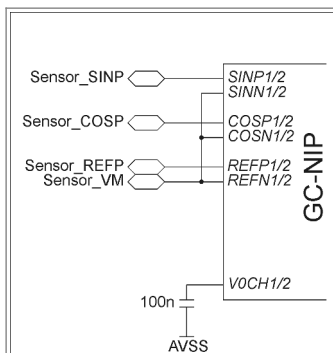 Sensor_SINP SINP1/2
SINN1/2
Sensor_COSP COSP1/2
COSN1/2
Sensor_REFP REFP1/2
Sensor_VM REFN1/2
GC-NIP
V0CH1/2
100n
AVSS